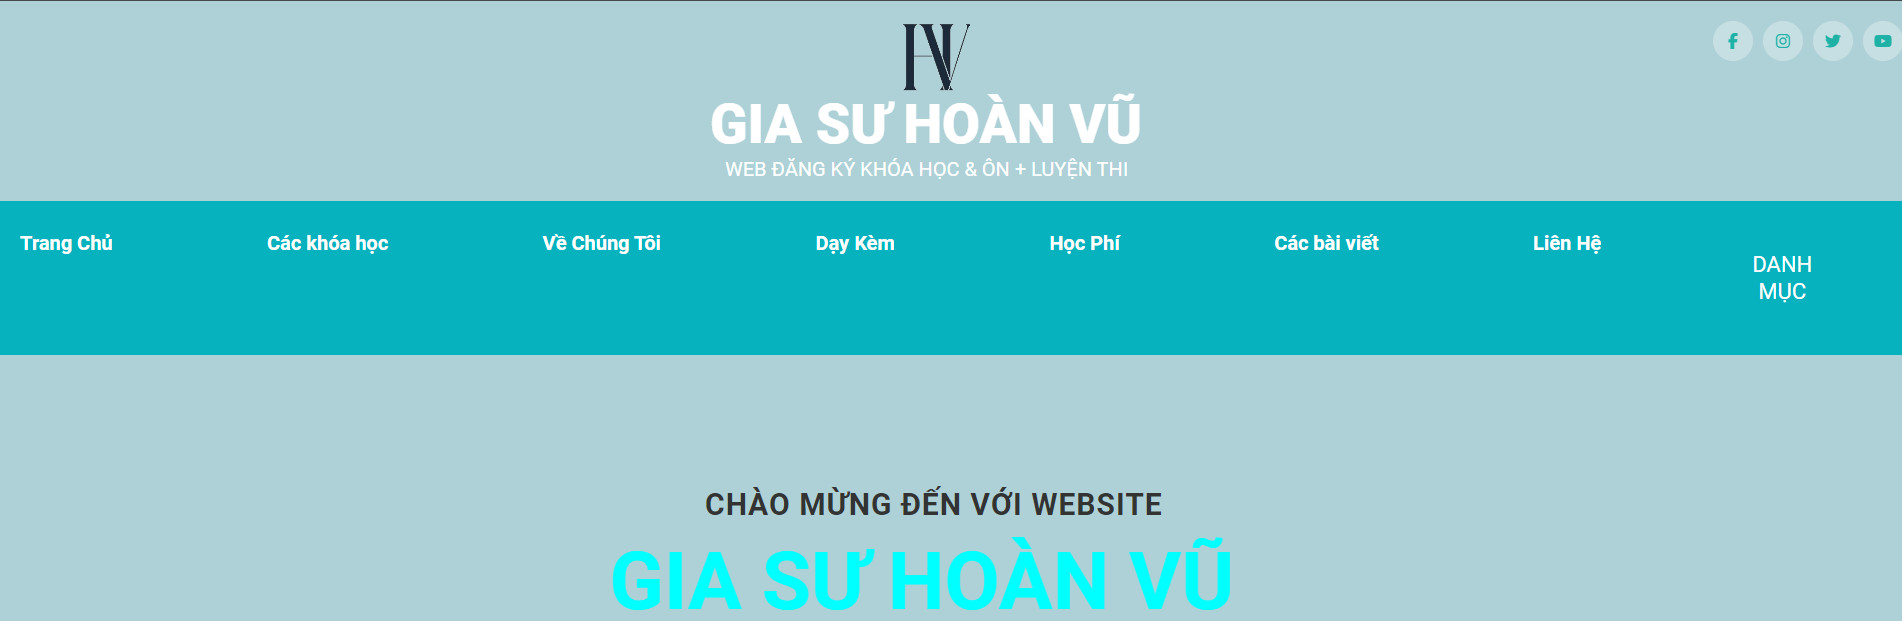 HV
GIA SƯ HOÀN VŨ
WEB ĐĂNG KÝ KHÓA HỌC & ÔN + LUYỆN THI
Trang Chủ Các khóa học Về Chúng Tôi Dạy Kèm Học Phí Các bài viết Liên Hệ
DANH
MỤC
CHÀO MỪNG ĐẾN VỚI WEBSITE
GIA SƯ HOÀN VŨ